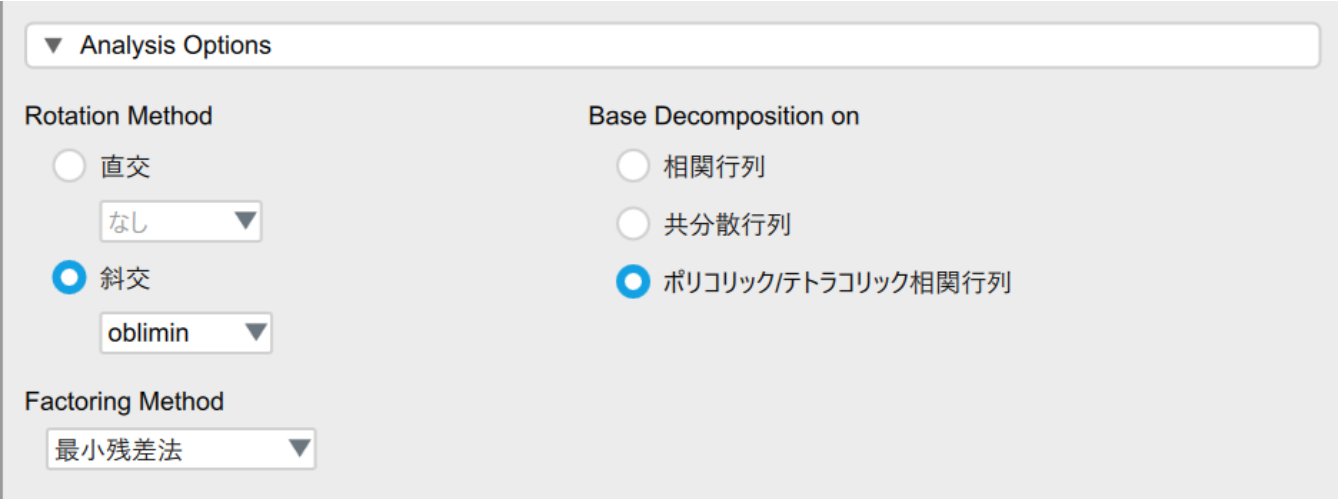 Analysis Options
Rotation Method
直交
なし
斜交
oblimin
Factoring Method
最小残差法
Base Decomposition on
相関行列
共分散行列
ポリコリック/テトラコリック相関行列